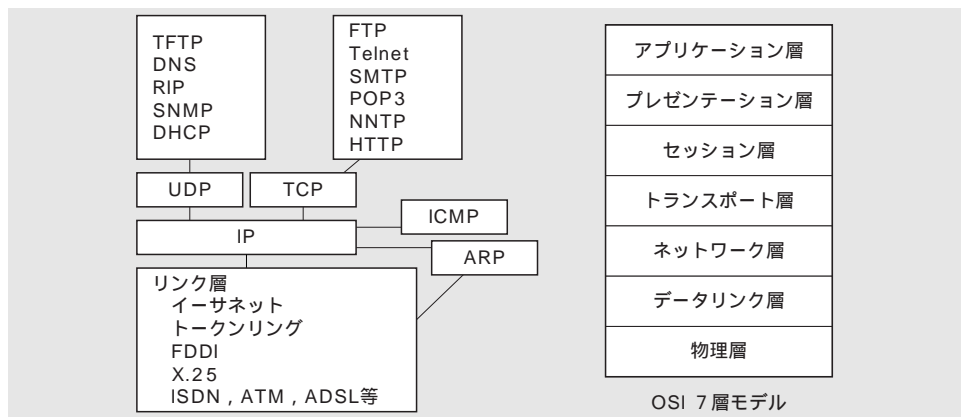 TFTP
DNS
RIP
SNMP
DHCP
FTP
Telnet
SMTP
POP3
NNTP
HTTP
UDP
TCP
ICMP
IP
ARP
リンク層
イーサネット
トークンリング
FDDI
X.25
ISDN，ATM，ADSL等
アプリケーション層
プレゼンテーション層
セッション層
トランスポート層
ネットワーク層
データリンク層
物理層
OSI 7層モデル